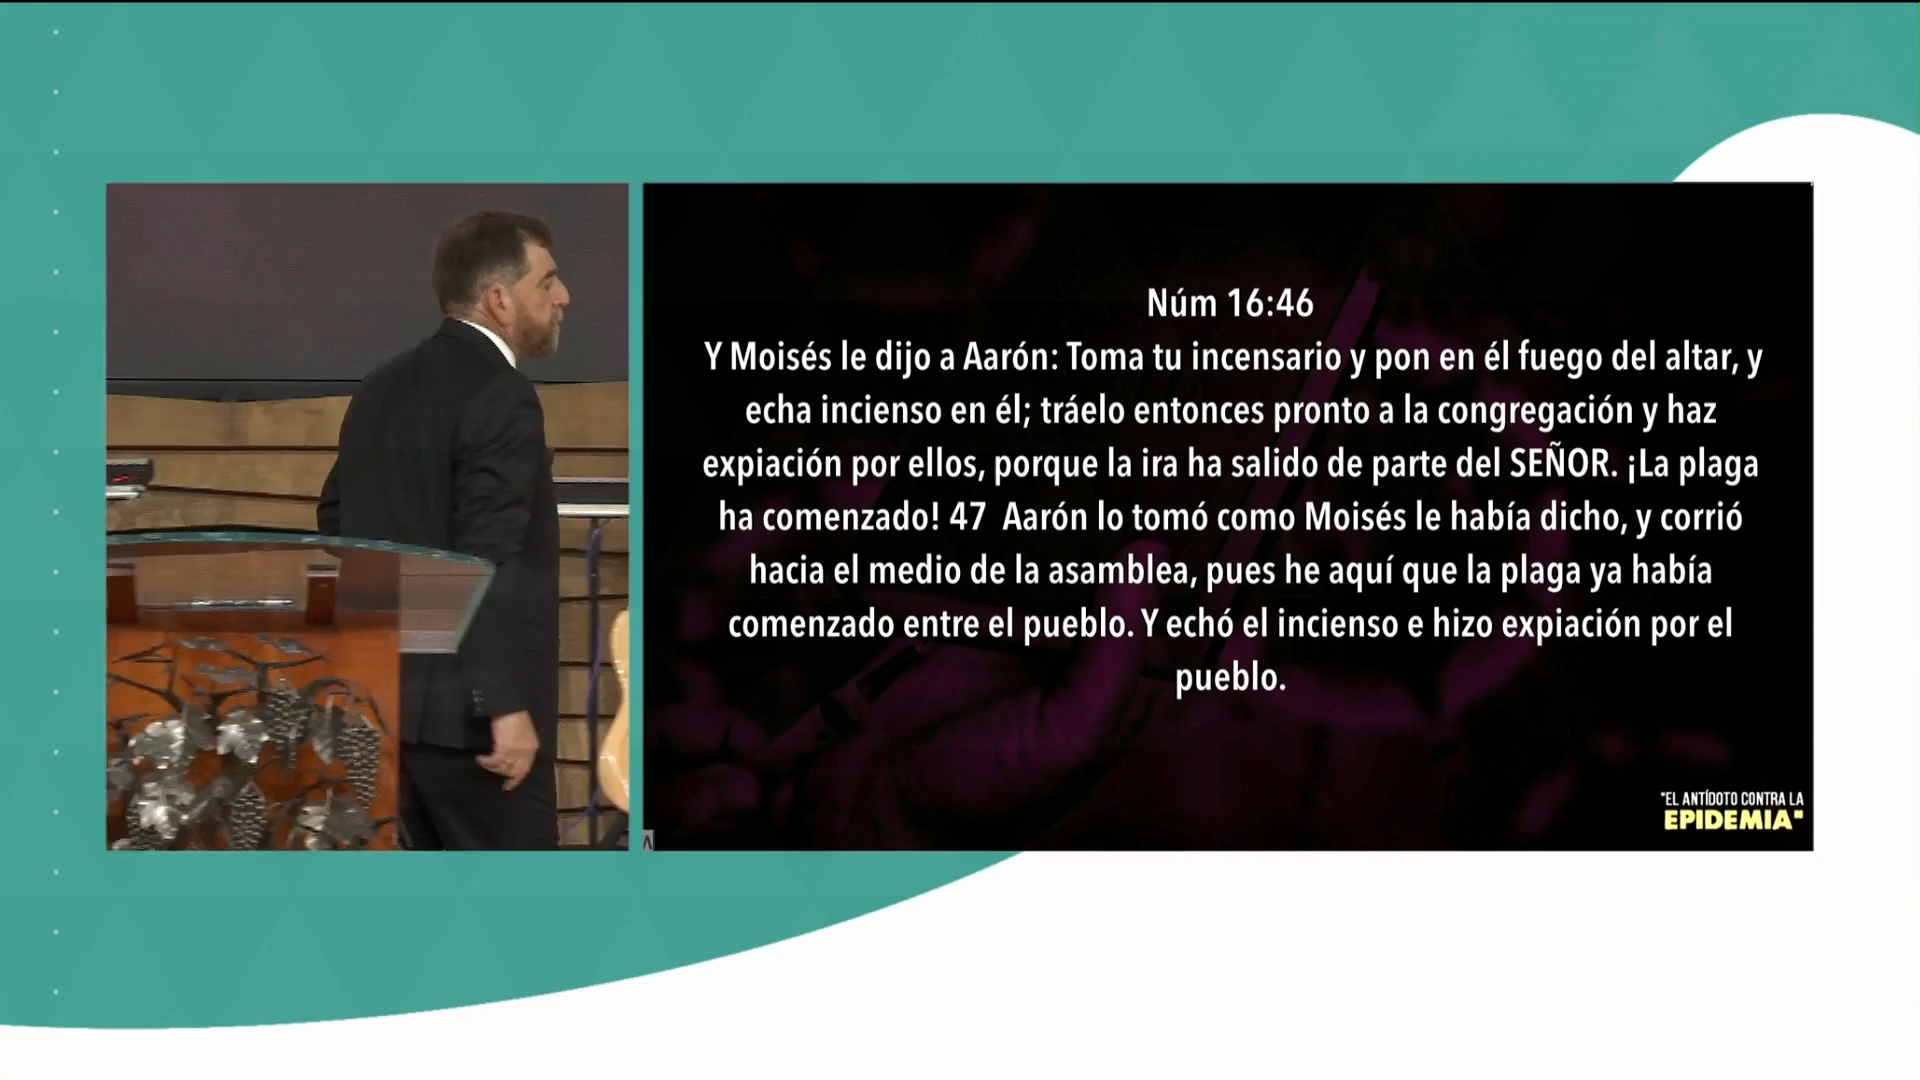 Núm 16:46
Y Moisés le dijo a Aarón: Toma tu incensario y pon en él fuego del altar, y
echa incienso en él; tráelo entonces pronto a la congregación y haz
expiación por ellos, porque la ira ha salido de parte del SEÑOR. ¡La plaga
ha comenzado! 47  Aarón lo tomó como Moisés le había dicho, y corrió
hacia el medio de la asamblea, pues he aquí que la plaga ya había
comenzado entre el pueblo. Y echó el incienso e hizo expiación por el
pueblo.
"EL ANTÍDOTO CONTRA LA
EPIDEMIA"